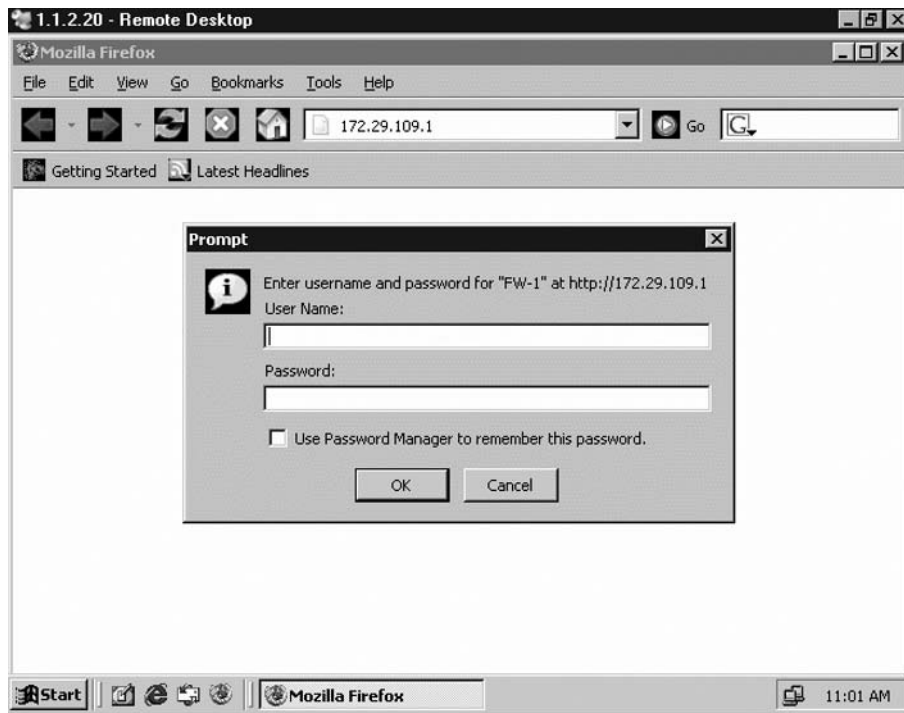 1.1.2.20 - Remote Desktop
Mozilla Firefox
File Edit View Go Bookmarks Tools Help
172.29.109.1 Go G
Getting Started Latest Headlines
Prompt
Enter username and password for "FW-1" at http://172.29.109.1
User Name:
Password:
Use Password Manager to remember this password.
OK Cancel
Start Mozilla Firefox 11:01 AM